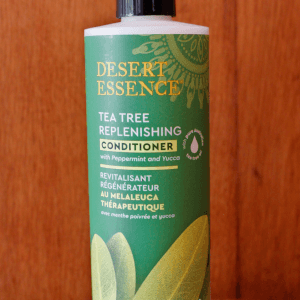 DESERT
ESSENCE
TEA TREE
REPLENISHING
CONDITIONER
with Peppermint and Yucca
REVITALISANT
RÉGÉNÉRATEUR
AU MELALEUCA
THÉRAPEUTIQUE
avec menthe poivrée et yucca